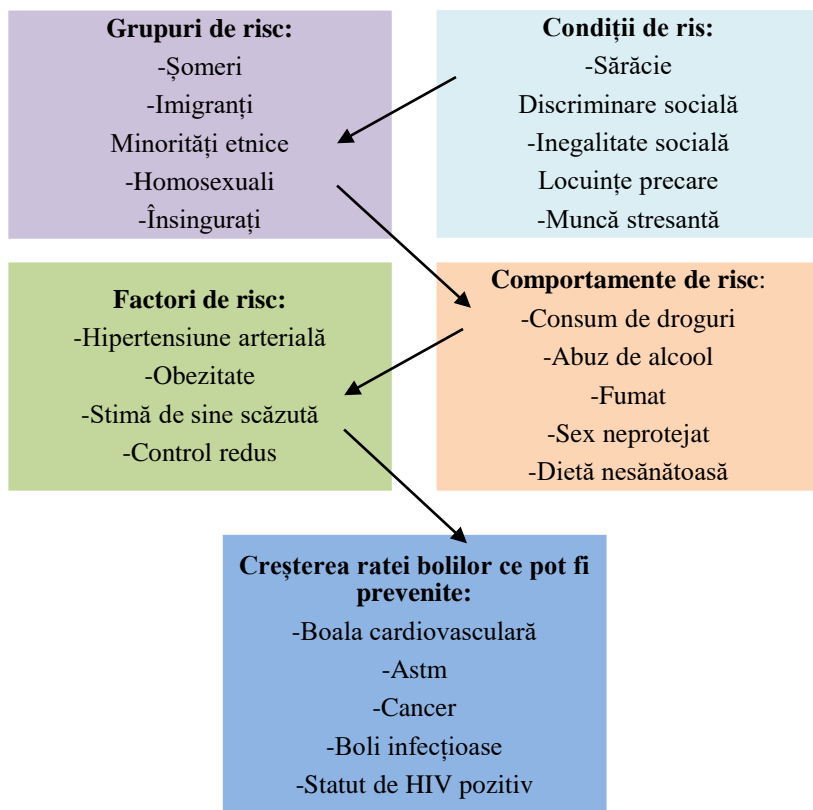 Grupuri de risc:
-Șomeri
-Imigranți
Minorități etnice
-Homosexuali
-Însingurați
Condiții de ris:
-Sărăcie
Discriminare socială
-Inegalitate socială
Locuințe precare
-Muncă stresantă
Factori de risc:
-Hipertensiune arterială
-Obezitate
-Stimă de sine scăzută
-Control redus
Comportamente de risc:
-Consum de droguri
-Abuz de alcool
-Fumat
-Sex neprotejat
-Dietă nesănătoasă
Creșterea ratei bolilor ce pot fi
prevenite:
-Boala cardiovasculară
-Astm
-Cancer
-Boli infecțioase
-Statut de HIV pozitiv